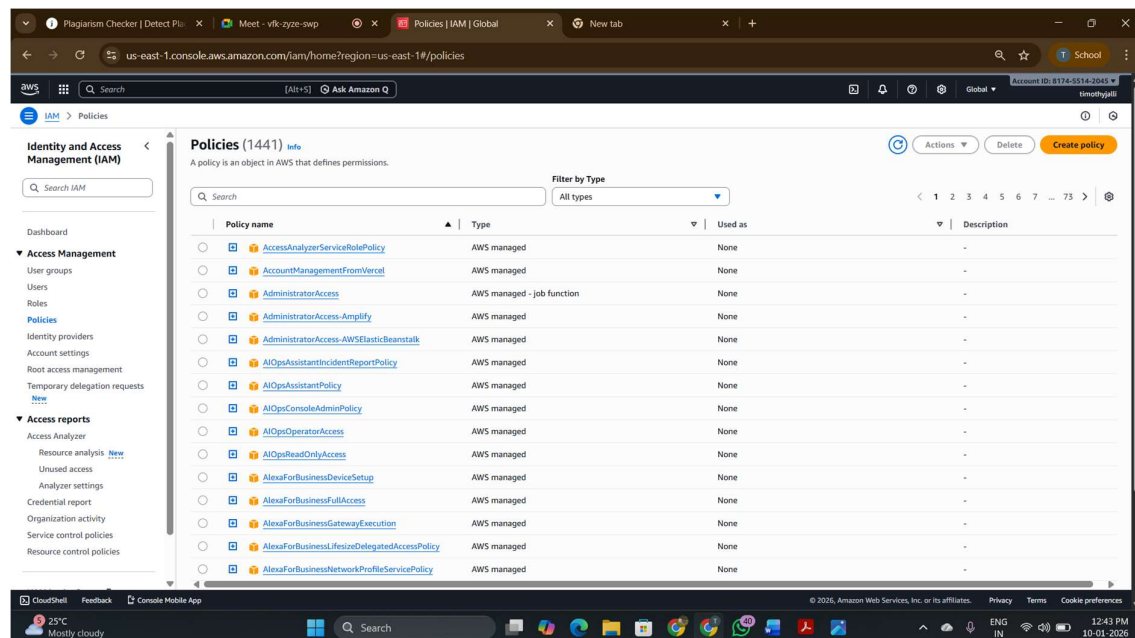 Plagiarism Checker | Detect Pla
Meet - vfk-zyze-swp
Policies | IAM | Global
New tab
us-east-1.console.aws.amazon.com/iam/home?region=us-east-1#/policies
T School
aws
Search [Alt+S] Ask Amazon Q
Global
Account ID: 8174-5514-2045
timothyjalli
IAM > Policies
Identity and Access Management (IAM)
Search IAM
Dashboard
Access Management
User groups
Users
Roles
Policies
Identity providers
Account settings
Root access management
Temporary delegation requests
New
Access reports
Access Analyzer
Resource analysis New
Unused access
Analyzer settings
Credential report
Organization activity
Service control policies
Resource control policies
Policies (1441) Info
A policy is an object in AWS that defines permissions.
Actions
Delete
Create policy
Filter by Type
Search
All types
1 2 3 4 5 6 7 ... 73
Policy name Type Used as Description
AccessAnalyzerServiceRolePolicy AWS managed None -
AccountManagementFromVercel AWS managed None -
AdministratorAccess AWS managed - job function None -
AdministratorAccess-Amplify AWS managed None -
AdministratorAccess-AWSElasticBeanstalk AWS managed None -
AIOpsAssistantIncidentReportPolicy AWS managed None -
AIOpsAssistantPolicy AWS managed None -
AIOpsConsoleAdminPolicy AWS managed None -
AIOpsOperatorAccess AWS managed None -
AIOpsReadOnlyAccess AWS managed None -
AlexaForBusinessDeviceSetup AWS managed None -
AlexaForBusinessFullAccess AWS managed None -
AlexaForBusinessGatewayExecution AWS managed None -
AlexaForBusinessLifesizeDelegatedAccessPolicy AWS managed None -
AlexaForBusinessNetworkProfileServicePolicy AWS managed None -
CloudShell Feedback Console Mobile App
© 2026, Amazon Web Services, Inc. or its affiliates. Privacy Terms Cookie preferences
5 25°C
Mostly cloudy
Search
40
ENG
IN
12:43 PM
10-01-2026